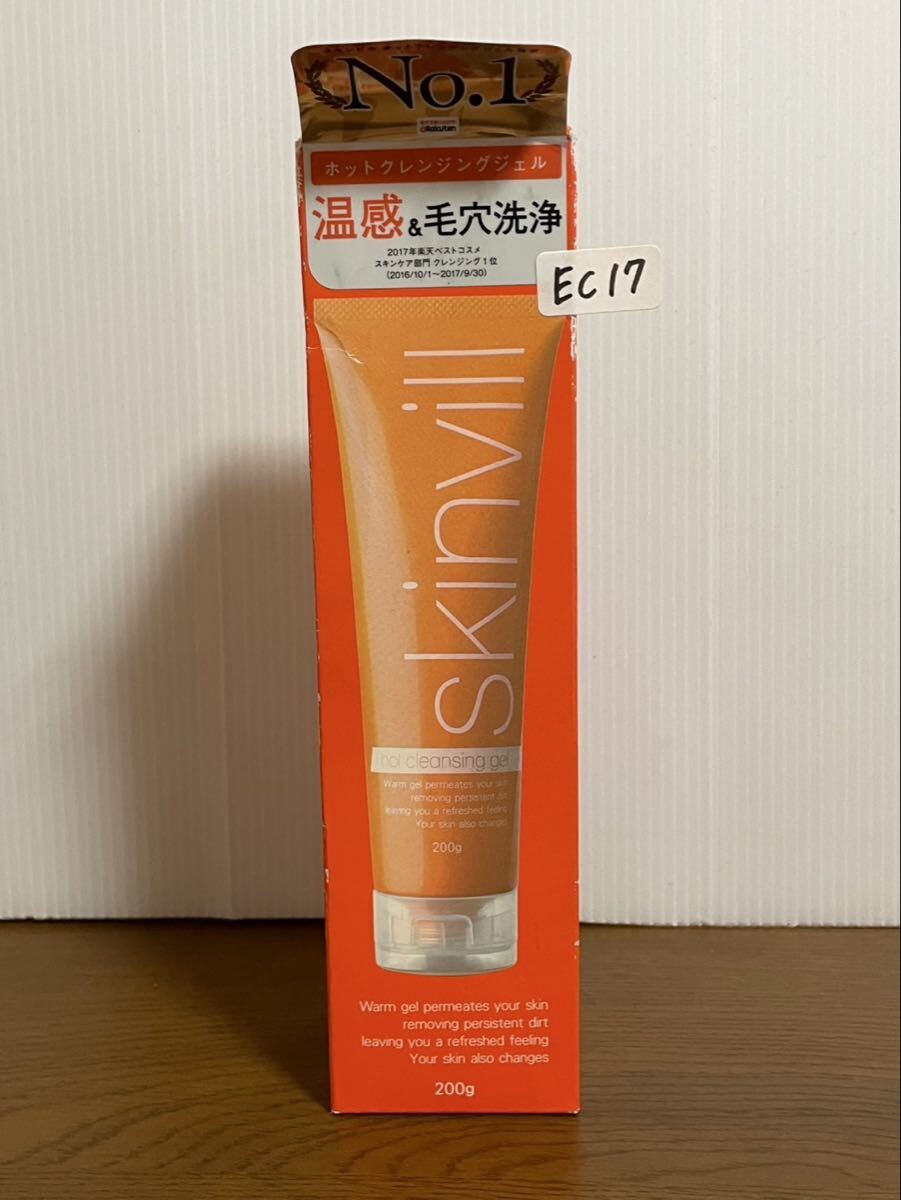 No.1
Rakuten
ホットクレンジングジェル
温感&毛穴洗浄
2017年楽天ベストコスメ
スキンケア部門 クレンジング1位
(2016/10/1～2017/9/30)
EC17
skinvill
hot cleansing gel
Warm gel permeates your skin
removing persistent dirt
leaving you a refreshed feeling
Your skin also changes
200g
Warm gel permeates your skin
removing persistent dirt
leaving you a refreshed feeling
Your skin also changes
200g